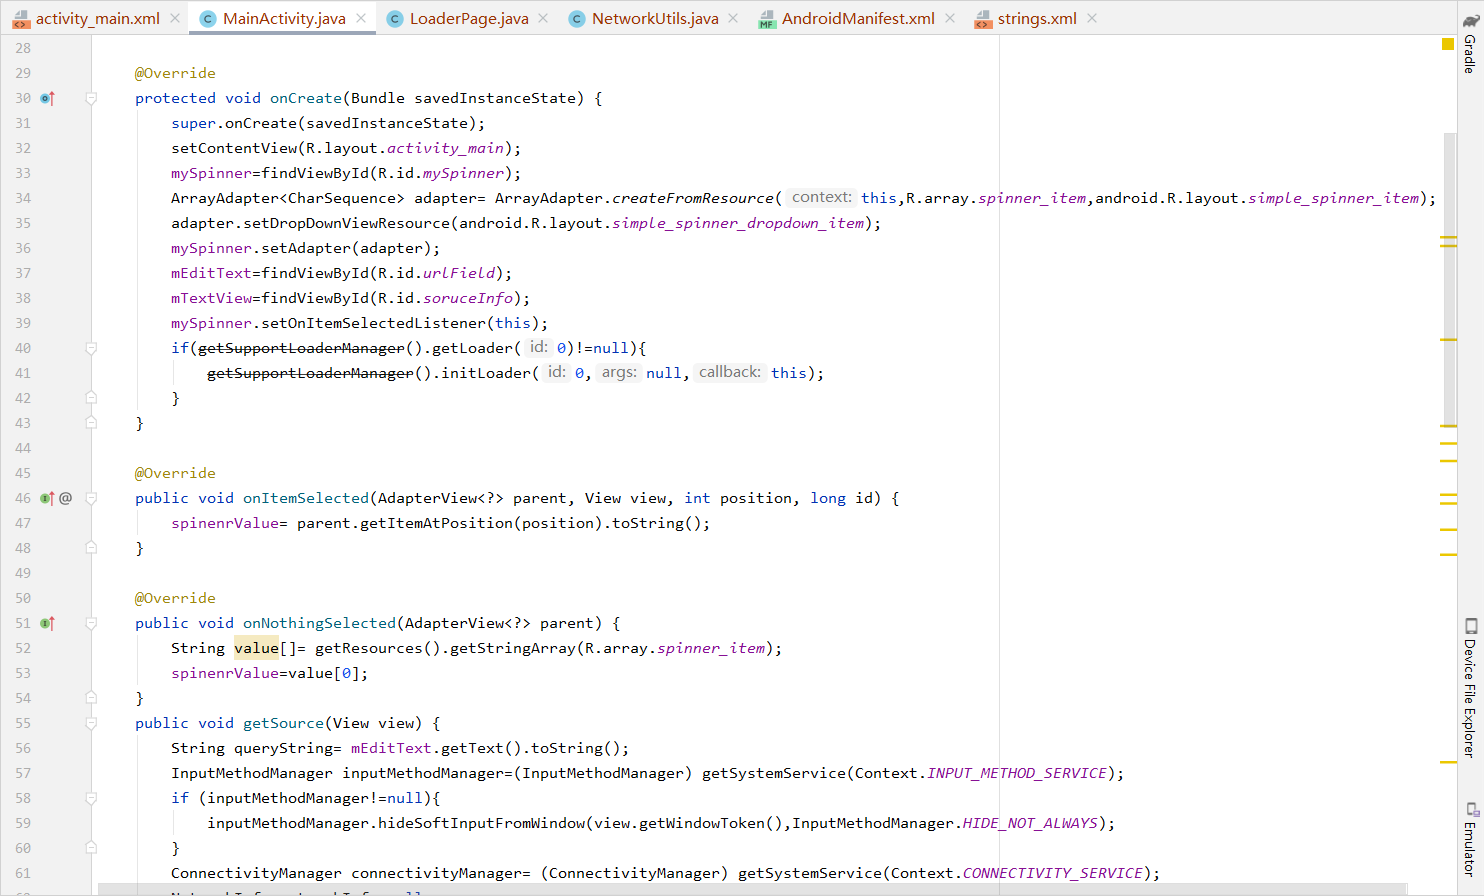 activity_main.xml MainActivity.java LoaderPage.java NetworkUtils.java AndroidManifest.xml strings.xml
28
29 @Override
30 protected void onCreate(Bundle savedInstanceState) {
31 super.onCreate(savedInstanceState);
32 setContentView(R.layout.activity_main);
33 mySpinner=findViewById(R.id.mySpinner);
34 ArrayAdapter<CharSequence> adapter= ArrayAdapter.createFromResource( context: this,R.array.spinner_item,android.R.layout.simple_spinner_item);
35 adapter.setDropDownViewResource(android.R.layout.simple_spinner_dropdown_item);
36 mySpinner.setAdapter(adapter);
37 mEditText=findViewById(R.id.urlField);
38 mTextView=findViewById(R.id.soruceInfo);
39 mySpinner.setOnItemSelectedListener(this);
40 if(getSupportLoaderManager().getLoader( id: 0)!=null){
41 getSupportLoaderManager().initLoader( id: 0, args: null, callback: this);
42 }
43 }
44
45 @Override
46 @ public void onItemSelected(AdapterView<?> parent, View view, int position, long id) {
47 spinenrValue= parent.getItemAtPosition(position).toString();
48 }
49
50 @Override
51 public void onNothingSelected(AdapterView<?> parent) {
52 String value[]= getResources().getStringArray(R.array.spinner_item);
53 spinenrValue=value[0];
54 }
55 public void getSource(View view) {
56 String queryString= mEditText.getText().toString();
57 InputMethodManager inputMethodManager=(InputMethodManager) getSystemService(Context.INPUT_METHOD_SERVICE);
58 if (inputMethodManager!=null){
59 inputMethodManager.hideSoftInputFromWindow(view.getWindowToken(),InputMethodManager.HIDE_NOT_ALWAYS);
60 }
61 ConnectivityManager connectivityManager= (ConnectivityManager) getSystemService(Context.CONNECTIVITY_SERVICE);
Gradle
Device File Explorer
Emulator